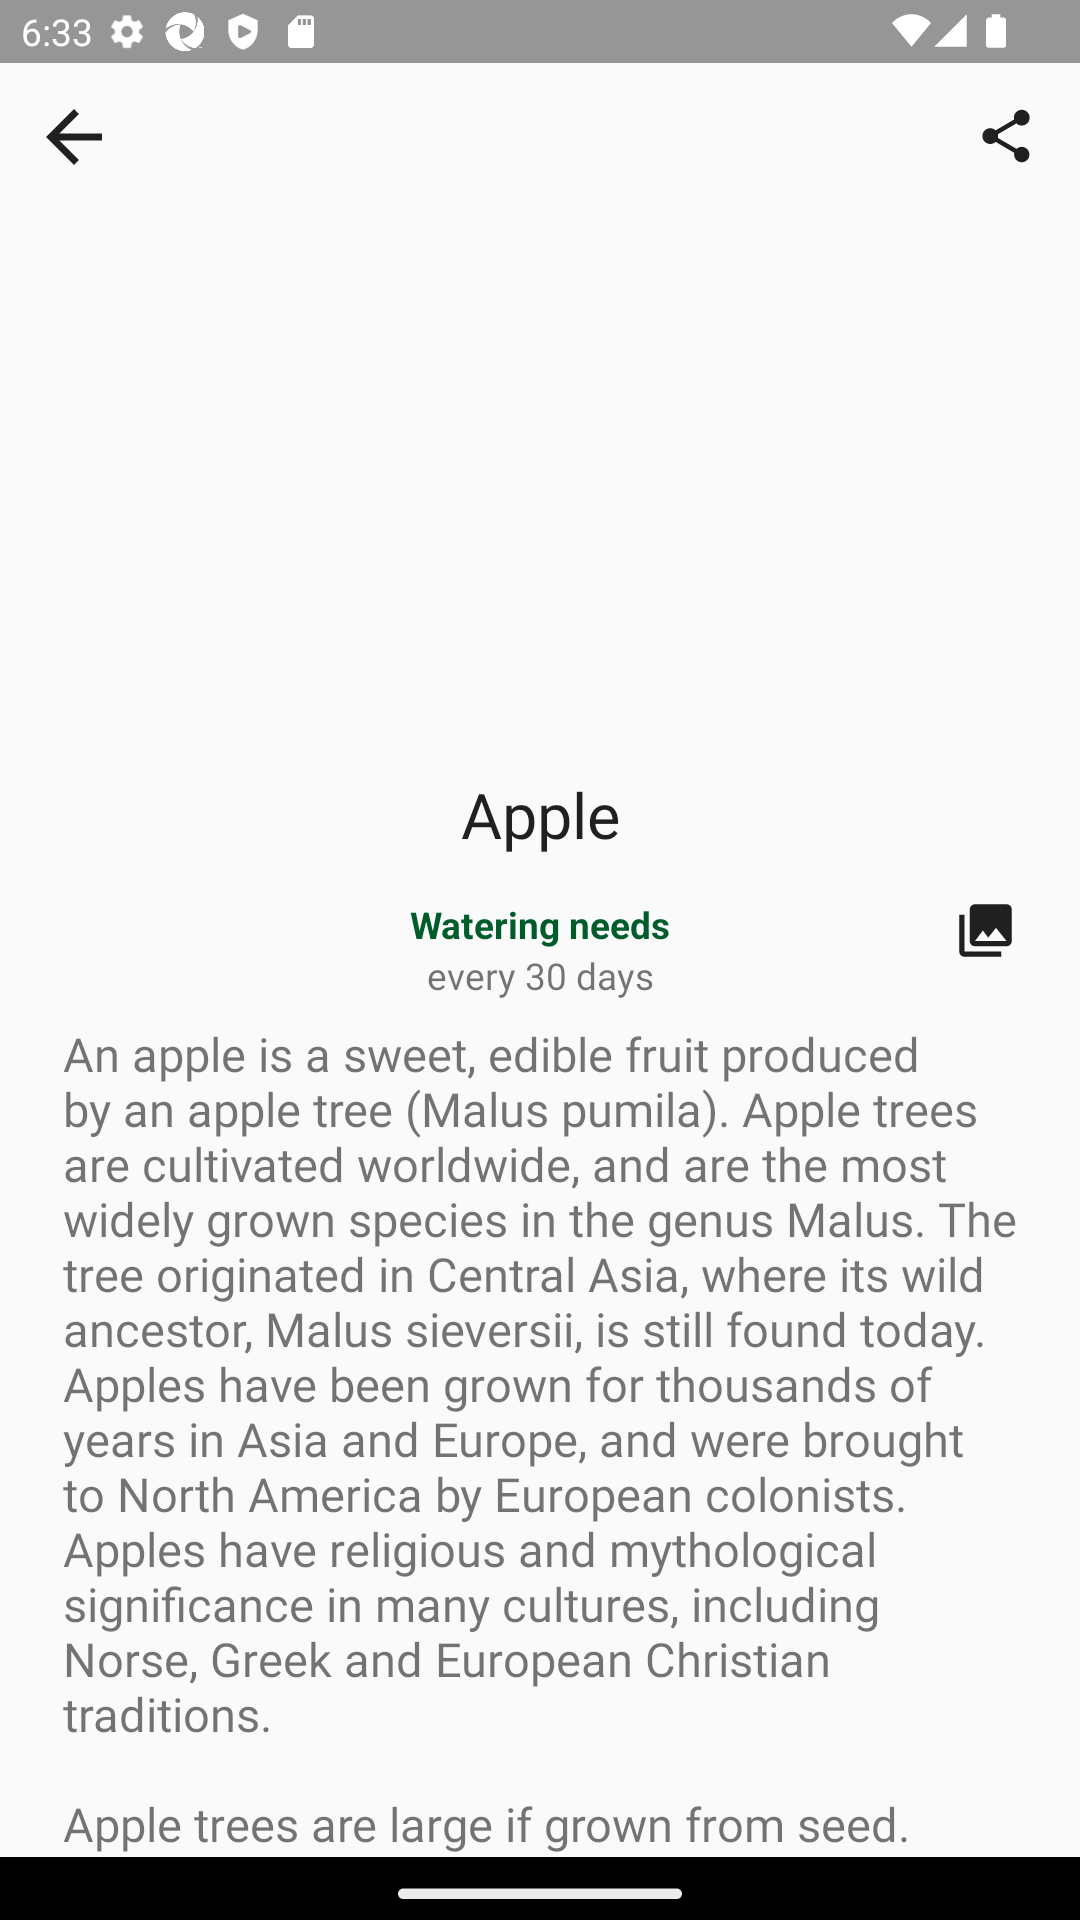 6:33
Apple
Watering needs
every 30 days
An apple is a sweet, edible fruit produced
by an apple tree (Malus pumila). Apple trees
are cultivated worldwide, and are the most
widely grown species in the genus Malus. The
tree originated in Central Asia, where its wild
ancestor, Malus sieversii, is still found today.
Apples have been grown for thousands of
years in Asia and Europe, and were brought
to North America by European colonists.
Apples have religious and mythological
significance in many cultures, including
Norse, Greek and European Christian
traditions.
Apple trees are large if grown from seed.